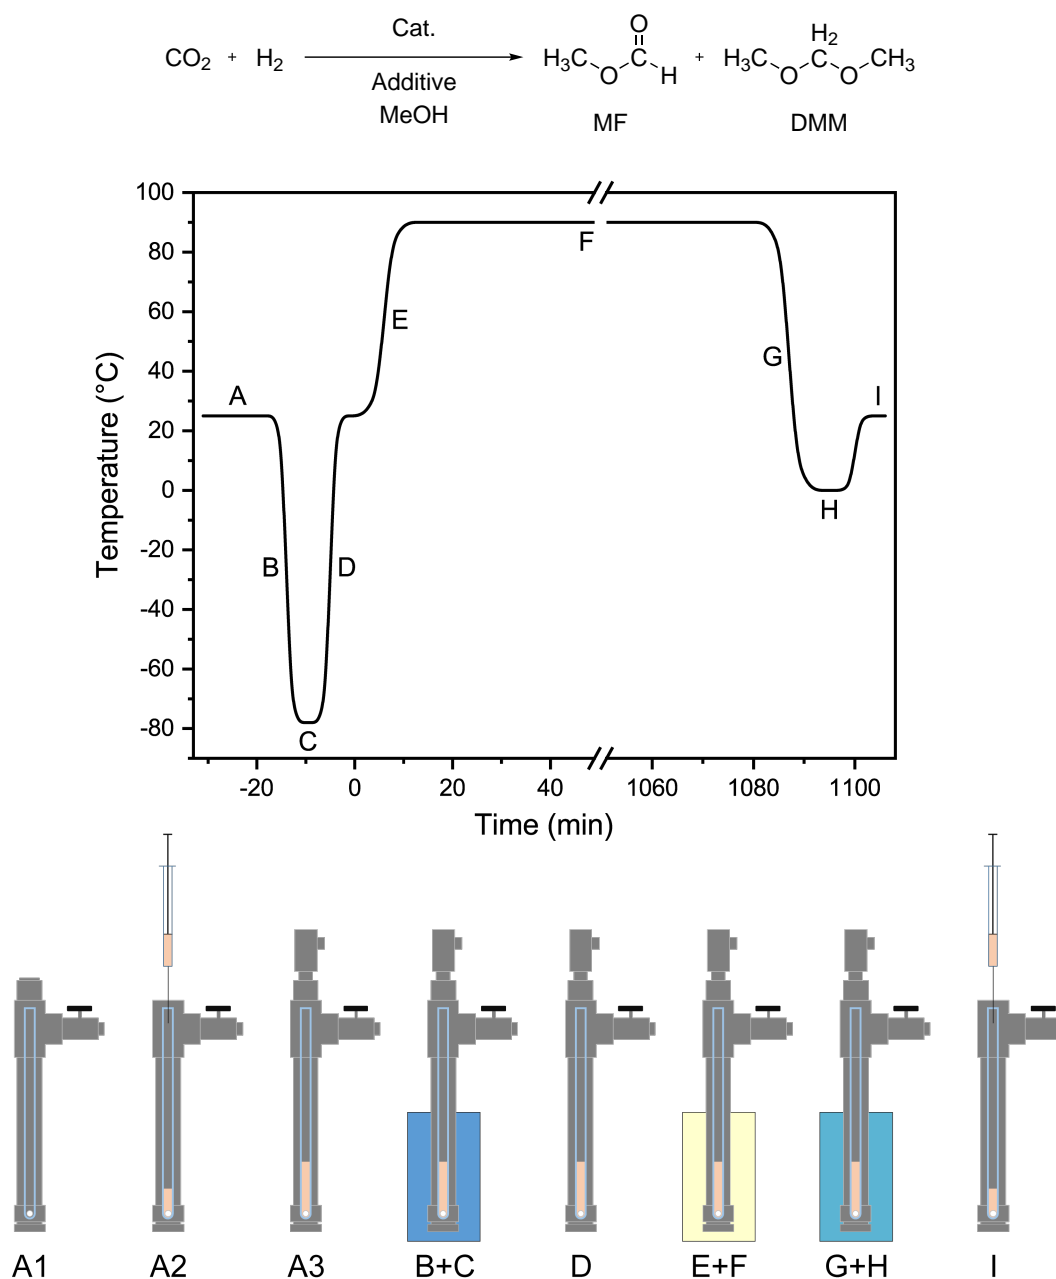 CO2 + H2 Cat. O H3C O C H + H2 H3C O C O CH3
Additive
MeOH
MF DMM
100
80
60
40
20
0
-20
-40
-60
-80
Temperature (°C)
A
B
C
D
E
F
G
H
I
-20 0 20 40 1060 1080 1100
Time (min)
A1 A2 A3 B+C D E+F G+H I